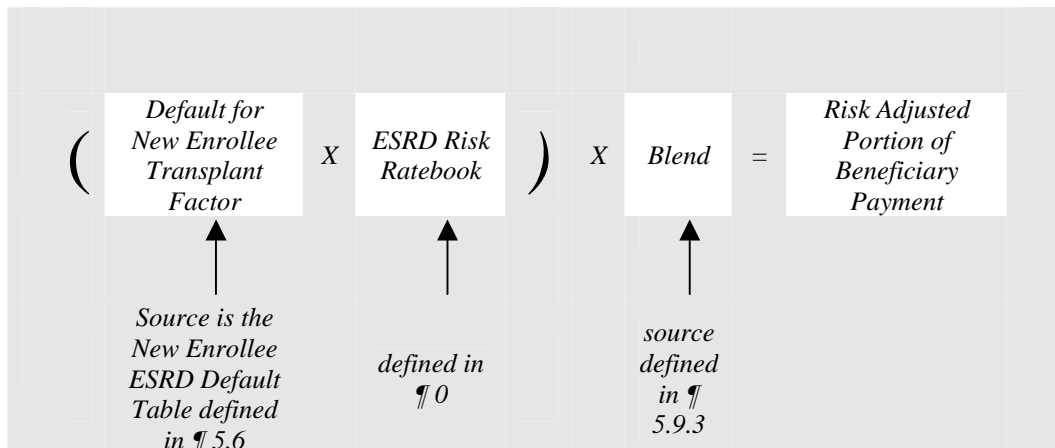 Default for
New Enrollee
Transplant
Factor
( X
ESRD Risk
Ratebook
) X
Blend
=
Risk Adjusted
Portion of
Beneficiary
Payment
Source is the
New Enrollee
ESRD Default
Table defined
in ¶ 5.6
defined in
¶ 0
source
defined
in ¶
5.9.3